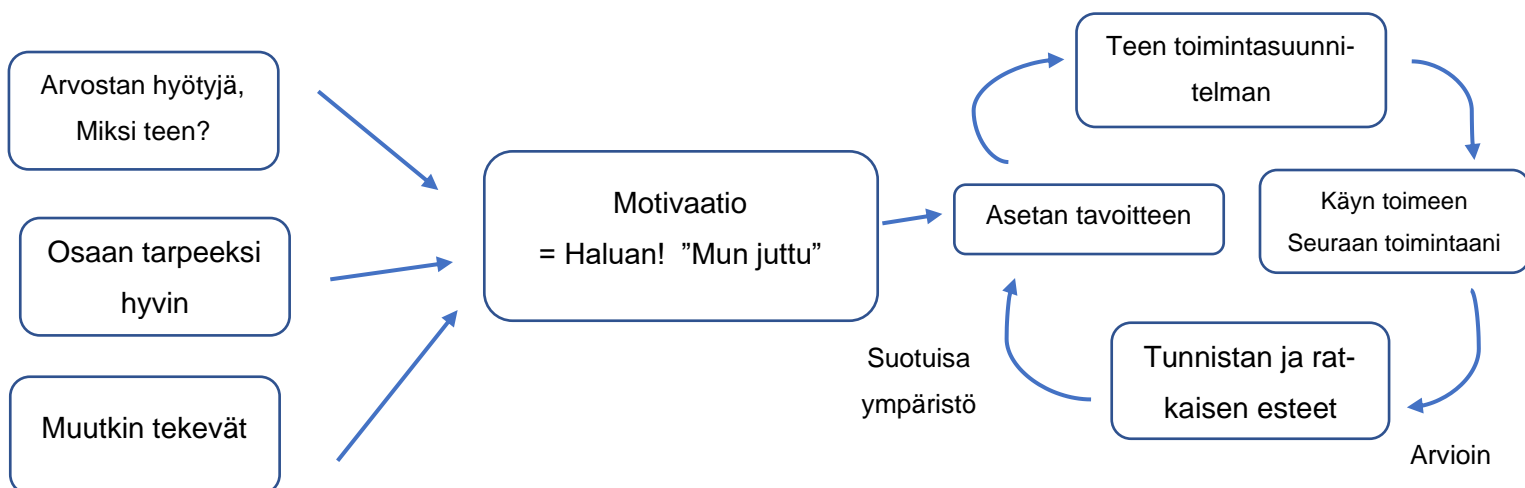 Arvostan hyötyjä,
Miksi teen?
Osaan tarpeeksi
hyvin
Muutkin tekevät
Motivaatio
= Haluan!  ”Mun juttu”
Asetan tavoitteen
Teen toimintasuunni-
telman
Käyn toimeen
Seuraan toimintaani
Arvioin
Tunnistan ja rat-
kaisen esteet
Suotuisa
ympäristö